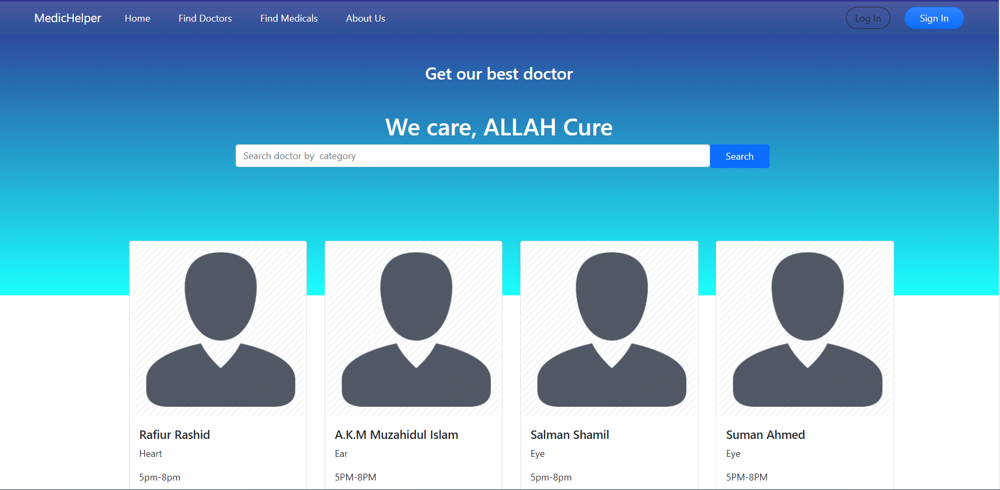 MedicHelper Home Find Doctors Find Medicals About Us Log In Sign In
Get our best doctor
We care, ALLAH Cure
Search doctor by  category Search
Rafiur Rashid
Heart
5pm-8pm
A.K.M Muzahidul Islam
Ear
5PM-8PM
Salman Shamil
Eye
5pm-8pm
Suman Ahmed
Eye
5PM-8PM